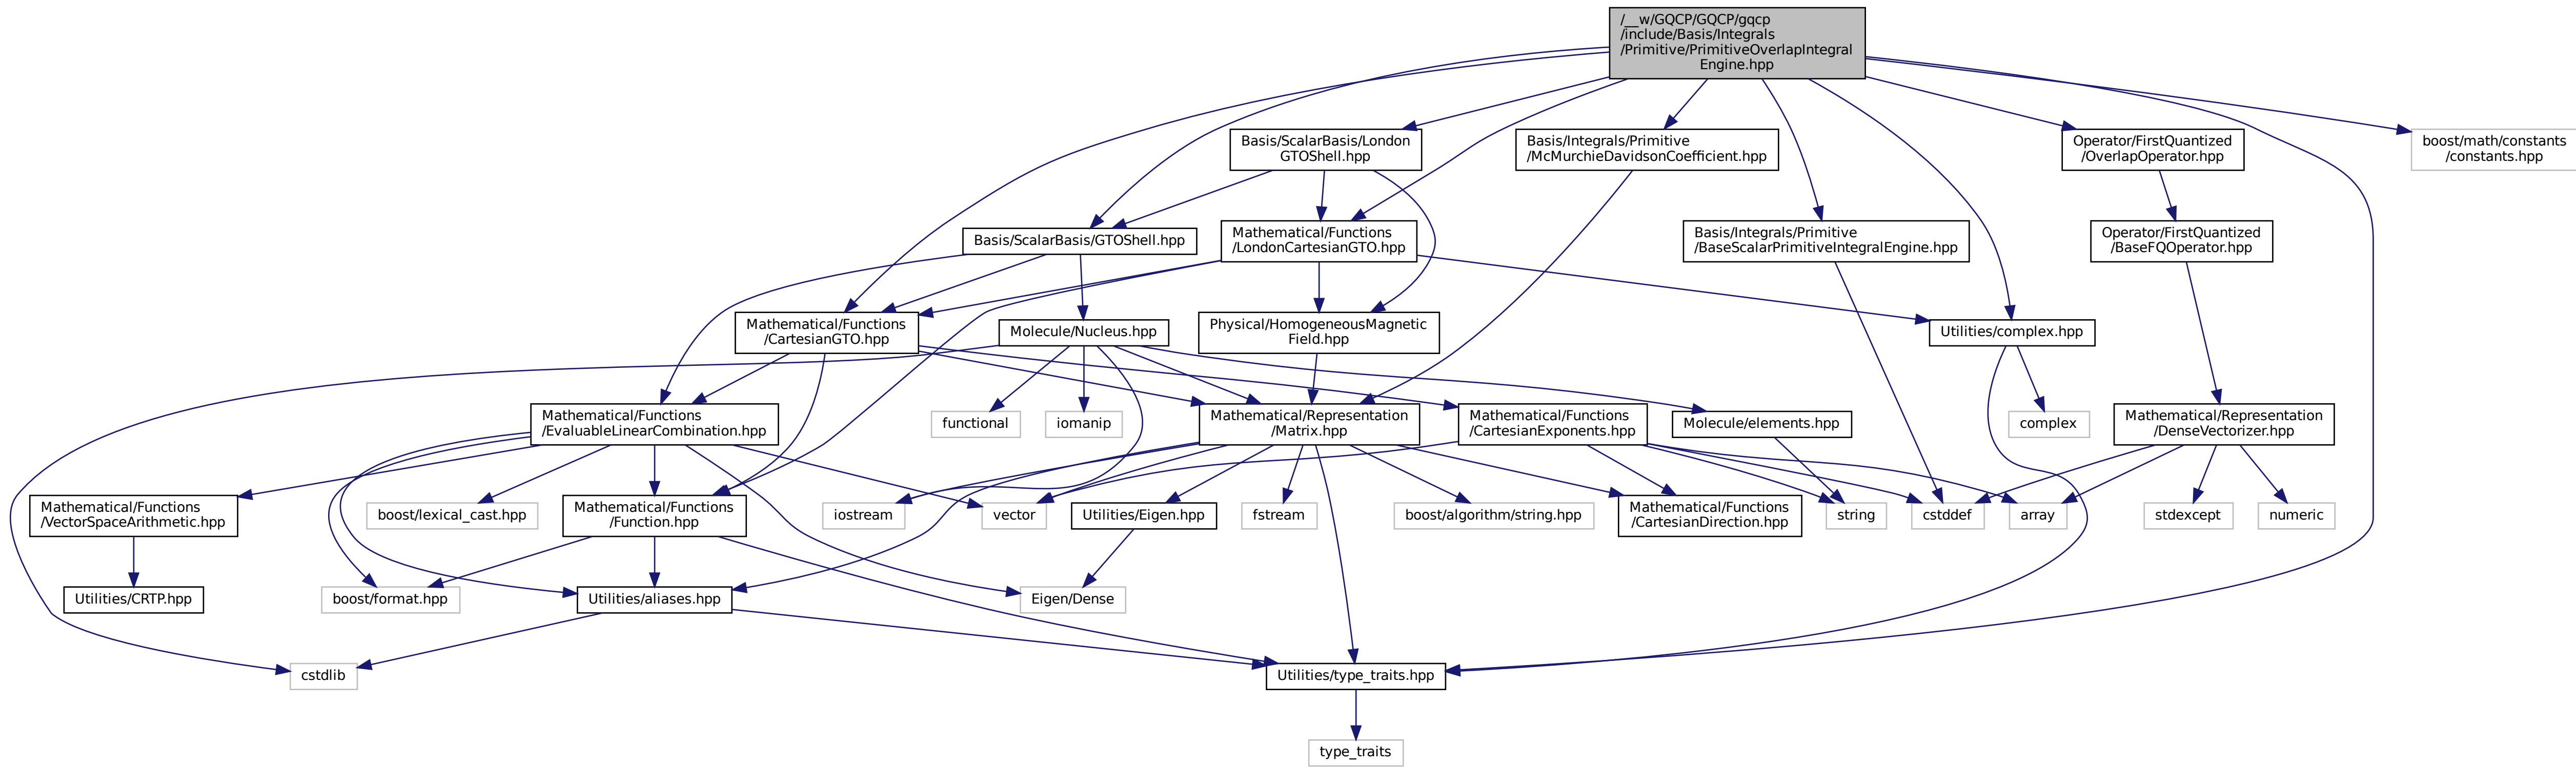 /__w/GQCP/GQCP/gqcp
/include/Basis/Integrals
/Primitive/PrimitiveOverlapIntegral
Engine.hpp
Basis/ScalarBasis/London
GTOShell.hpp
Basis/Integrals/Primitive
/McMurchieDavidsonCoefficient.hpp
Operator/FirstQuantized
/OverlapOperator.hpp
boost/math/constants
/constants.hpp
Basis/ScalarBasis/GTOShell.hpp
Mathematical/Functions
/LondonCartesianGTO.hpp
Basis/Integrals/Primitive
/BaseScalarPrimitiveIntegralEngine.hpp
Operator/FirstQuantized
/BaseFQOperator.hpp
Mathematical/Functions
/CartesianGTO.hpp
Molecule/Nucleus.hpp
Physical/HomogeneousMagnetic
Field.hpp
Utilities/complex.hpp
Mathematical/Functions
/EvaluableLinearCombination.hpp
functional
iomanip
Mathematical/Representation
/Matrix.hpp
Mathematical/Functions
/CartesianExponents.hpp
Molecule/elements.hpp
complex
Mathematical/Representation
/DenseVectorizer.hpp
Mathematical/Functions
/VectorSpaceArithmetic.hpp
boost/lexical_cast.hpp
Mathematical/Functions
/Function.hpp
iostream
vector
Utilities/Eigen.hpp
fstream
boost/algorithm/string.hpp
Mathematical/Functions
/CartesianDirection.hpp
string
cstddef
array
stdexcept
numeric
Utilities/CRTP.hpp
boost/format.hpp
Utilities/aliases.hpp
Eigen/Dense
cstdlib
Utilities/type_traits.hpp
type_traits